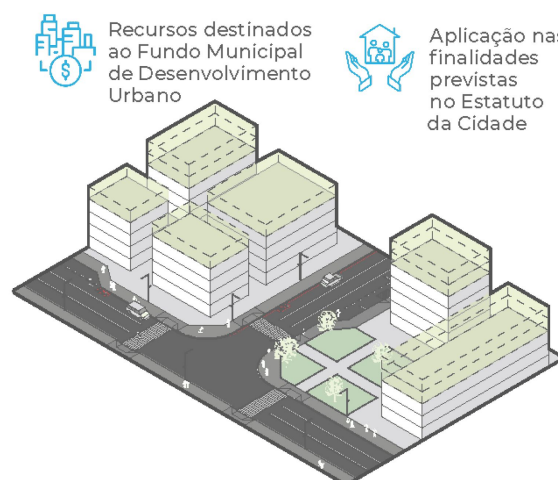 Recursos destinados
ao Fundo Municipal
de Desenvolvimento
Urbano
Aplicação nas
finalidades
previstas
no Estatuto
da Cidade